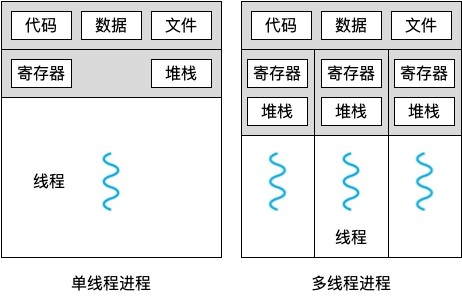 代码 数据 文件
寄存器 堆栈
线程
单线程进程
代码 数据 文件
寄存器 寄存器 寄存器
堆栈 堆栈 堆栈
线程
多线程进程